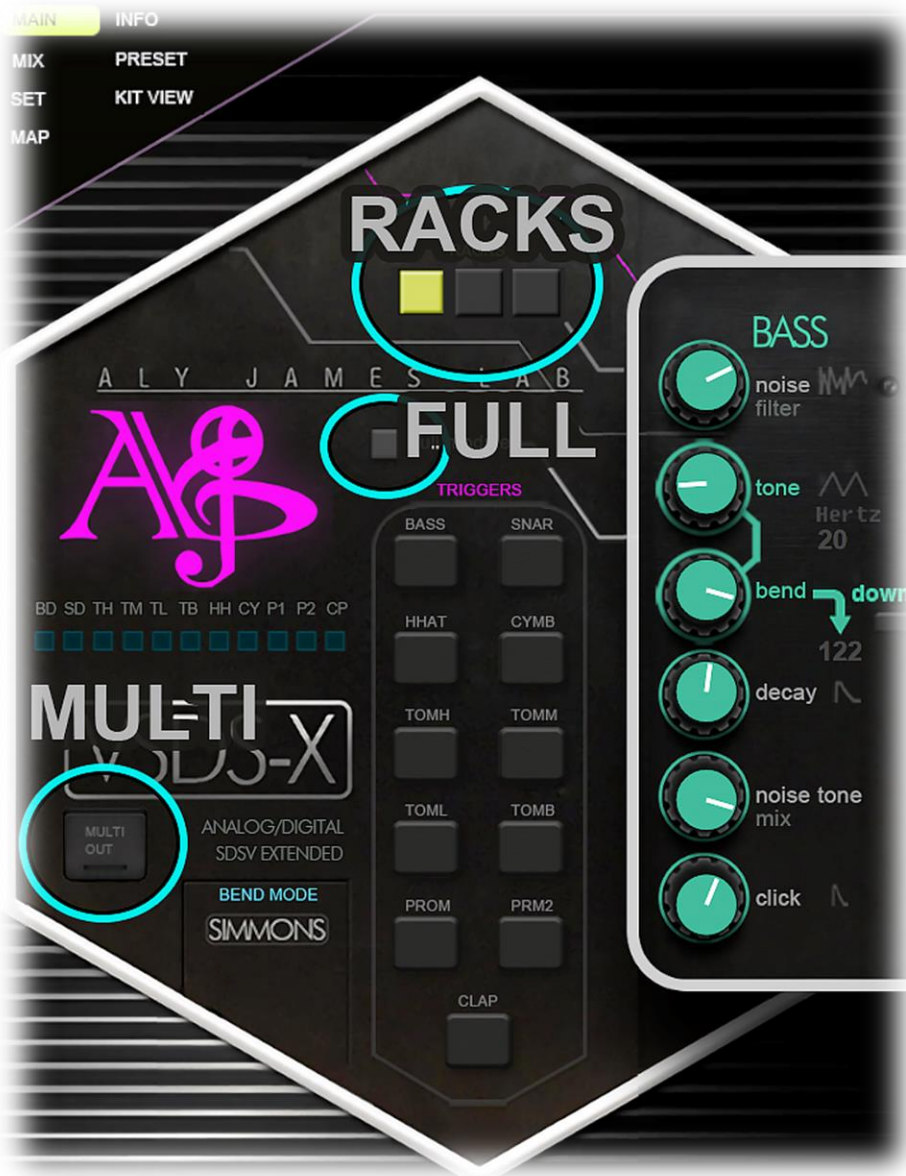 MAIN INFO
MIX PRESET
SET KIT VIEW
MAP
RACKS
ALY JAMES LAB
FULL
TRIGGERS
BASS SNAR
HHAT CYMB
TOMH TOMM
TOML TOMB
PROM PRM2
CLAP
BD SD TH TM TL TB HH CY P1 P2 CP
MULTI
SDS-X
MULTI
OUT
ANALOG/DIGITAL
SDSV EXTENDED
BEND MODE
SIMMONS
BASS
noise
filter
tone
Hertz
20
bend down
122
decay
noise tone
mix
click